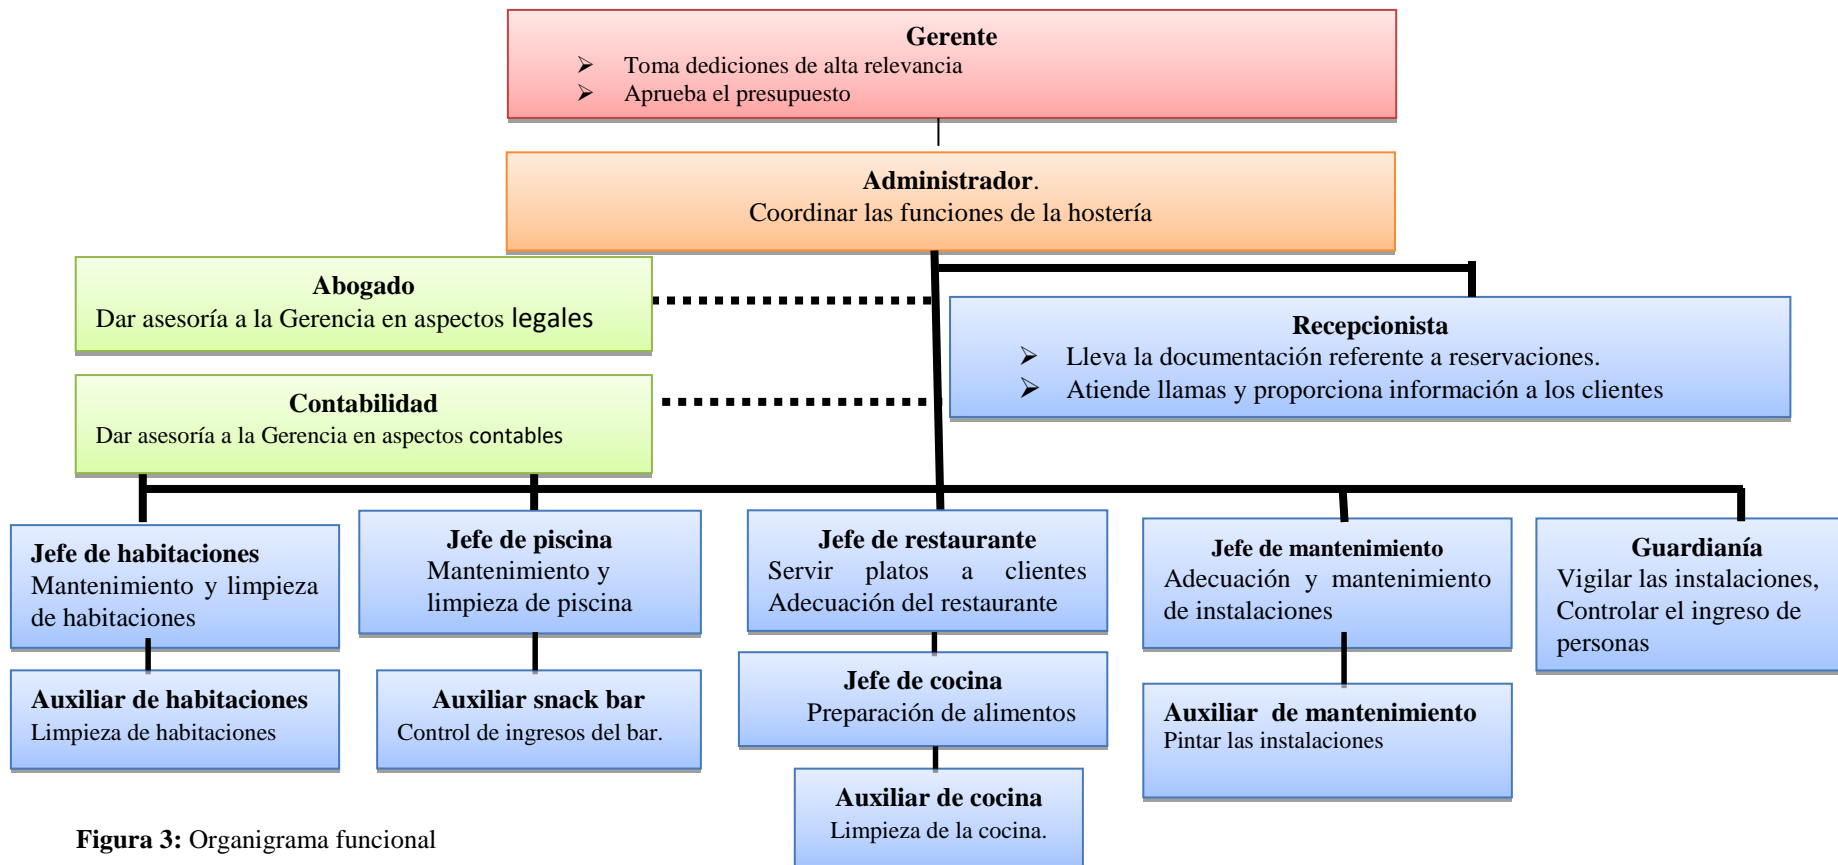 Gerente
➢ Toma dediciones de alta relevancia
➢ Aprueba el presupuesto
Administrador.
Coordinar las funciones de la hostería
Abogado
Dar asesoría a la Gerencia en aspectos legales
Recepcionista
➢ Lleva la documentación referente a reservaciones.
➢ Atiende llamas y proporciona información a los clientes
Contabilidad
Dar asesoría a la Gerencia en aspectos contables
Jefe de habitaciones
Mantenimiento y limpieza
de habitaciones
Jefe de piscina
Mantenimiento y
limpieza de piscina
Jefe de restaurante
Servir platos a clientes
Adecuación del restaurante
Jefe de mantenimiento
Adecuación y mantenimiento
de instalaciones
Guardianía
Vigilar las instalaciones,
Controlar el ingreso de
personas
Auxiliar de habitaciones
Limpieza de habitaciones
Auxiliar snack bar
Control de ingresos del bar.
Jefe de cocina
Preparación de alimentos
Auxiliar de mantenimiento
Pintar las instalaciones
Auxiliar de cocina
Limpieza de la cocina.
Figura 3: Organigrama funcional